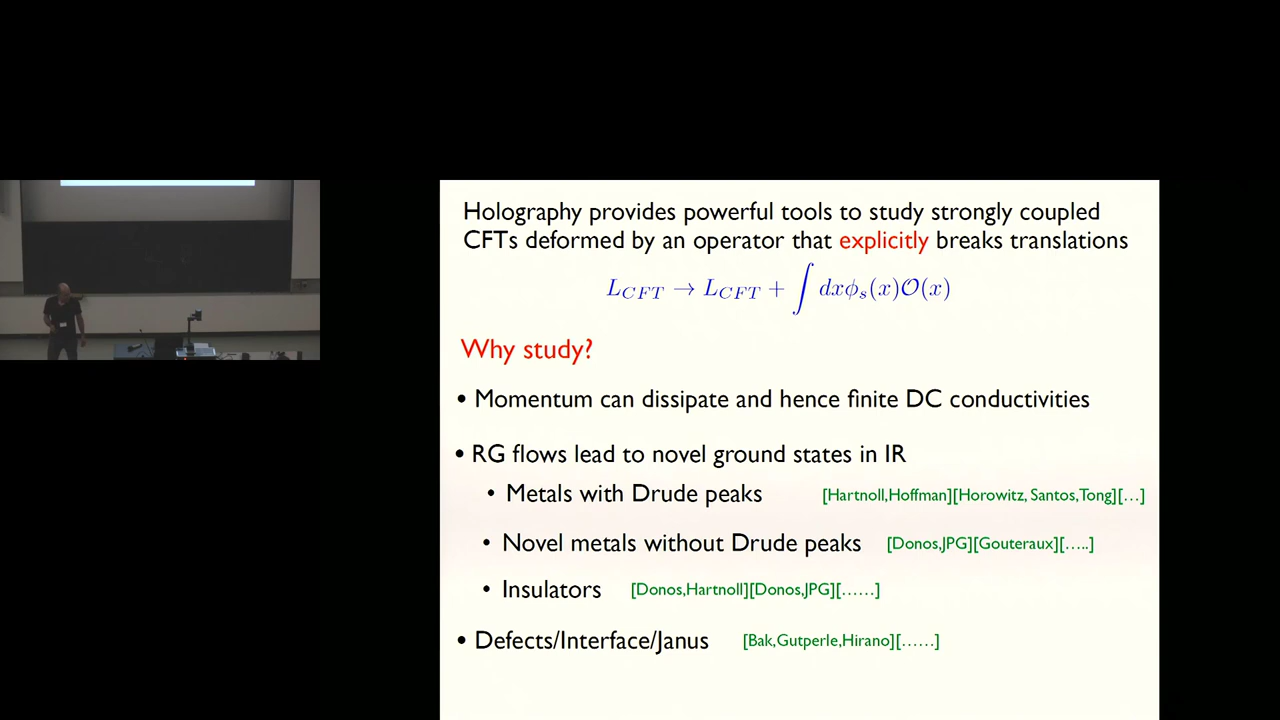 Holography provides powerful tools to study strongly coupled
CFTs deformed by an operator that explicitly breaks translations
L_{CFT} → L_{CFT} + ∫ dxϕ_s(x)𝒪(x)
Why study?
• Momentum can dissipate and hence finite DC conductivities
• RG flows lead to novel ground states in IR
• Metals with Drude peaks [Hartnoll,Hoffman][Horowitz, Santos,Tong][...]
• Novel metals without Drude peaks [Donos,JPG][Gouteraux][.....]
• Insulators [Donos,Hartnoll][Donos,JPG][......]
• Defects/Interface/Janus [Bak,Gutperle,Hirano][......]